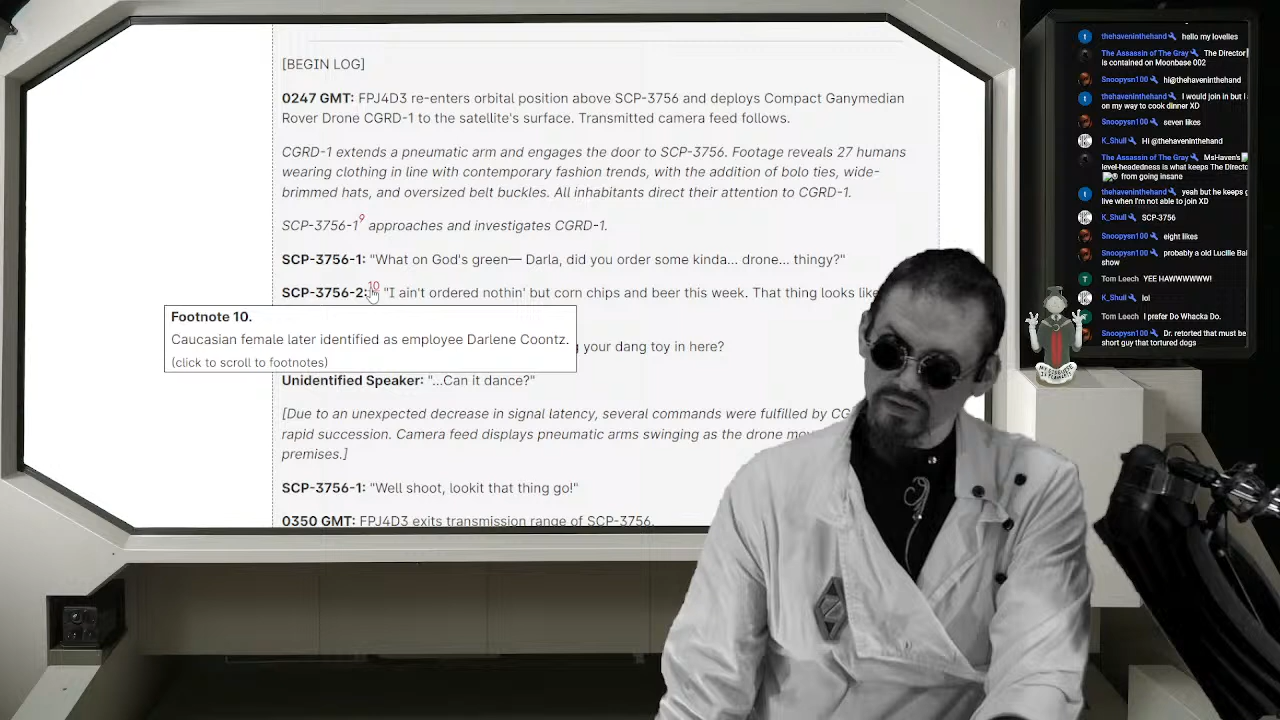 [BEGIN LOG]
0247 GMT: FPJ4D3 re-enters orbital position above SCP-3756 and deploys Compact Ganymedian
Rover Drone CGRD-1 to the satellite's surface. Transmitted camera feed follows.
CGRD-1 extends a pneumatic arm and engages the door to SCP-3756. Footage reveals 27 humans
wearing clothing in line with contemporary fashion trends, with the addition of bolo ties, wide-
brimmed hats, and oversized belt buckles. All inhabitants direct their attention to CGRD-1.
SCP-3756-1⁹ approaches and investigates CGRD-1.
SCP-3756-1: "What on God's green— Darla, did you order some kinda... drone... thingy?"
SCP-3756-2:¹⁰ "I ain't ordered nothin' but corn chips and beer this week. That thing looks like
Footnote 10.
Caucasian female later identified as employee Darlene Coontz.
(click to scroll to footnotes)
your dang toy in here?
Unidentified Speaker: "...Can it dance?"
[Due to an unexpected decrease in signal latency, several commands were fulfilled by
rapid succession. Camera feed displays pneumatic arms swinging as the drone
premises.]
SCP-3756-1: "Well shoot, lookit that thing go!"
0350 GMT: FPJ4D3 exits transmission range of SCP-3756.
thehaveninthehand hello my lovelies
The Assassin of The Gray The Director
is contained on Moonbase 002
Snoopysn100 hi@thehaveninthehand
thehaveninthehand I would join in but I
on my way to cook dinner XD
Snoopysn100 seven likes
K_Shull Hi @thehaveninthehand
The Assassin of The Gray MsHaven's
level-headedness is what keeps The
from going insane
thehaveninthehand yeah but he keeps
live when I'm not able to join XD
K_Shull SCP-3756
Snoopysn100 eight likes
Snoopysn100 probably a old Lucille
show
Tom Leech YEE HAWWWWWW!
K_Shull lol
Tom Leech I prefer Do Whacka Do.
Snoopysn100 Dr. retorted that must be
short guy that tortured dogs